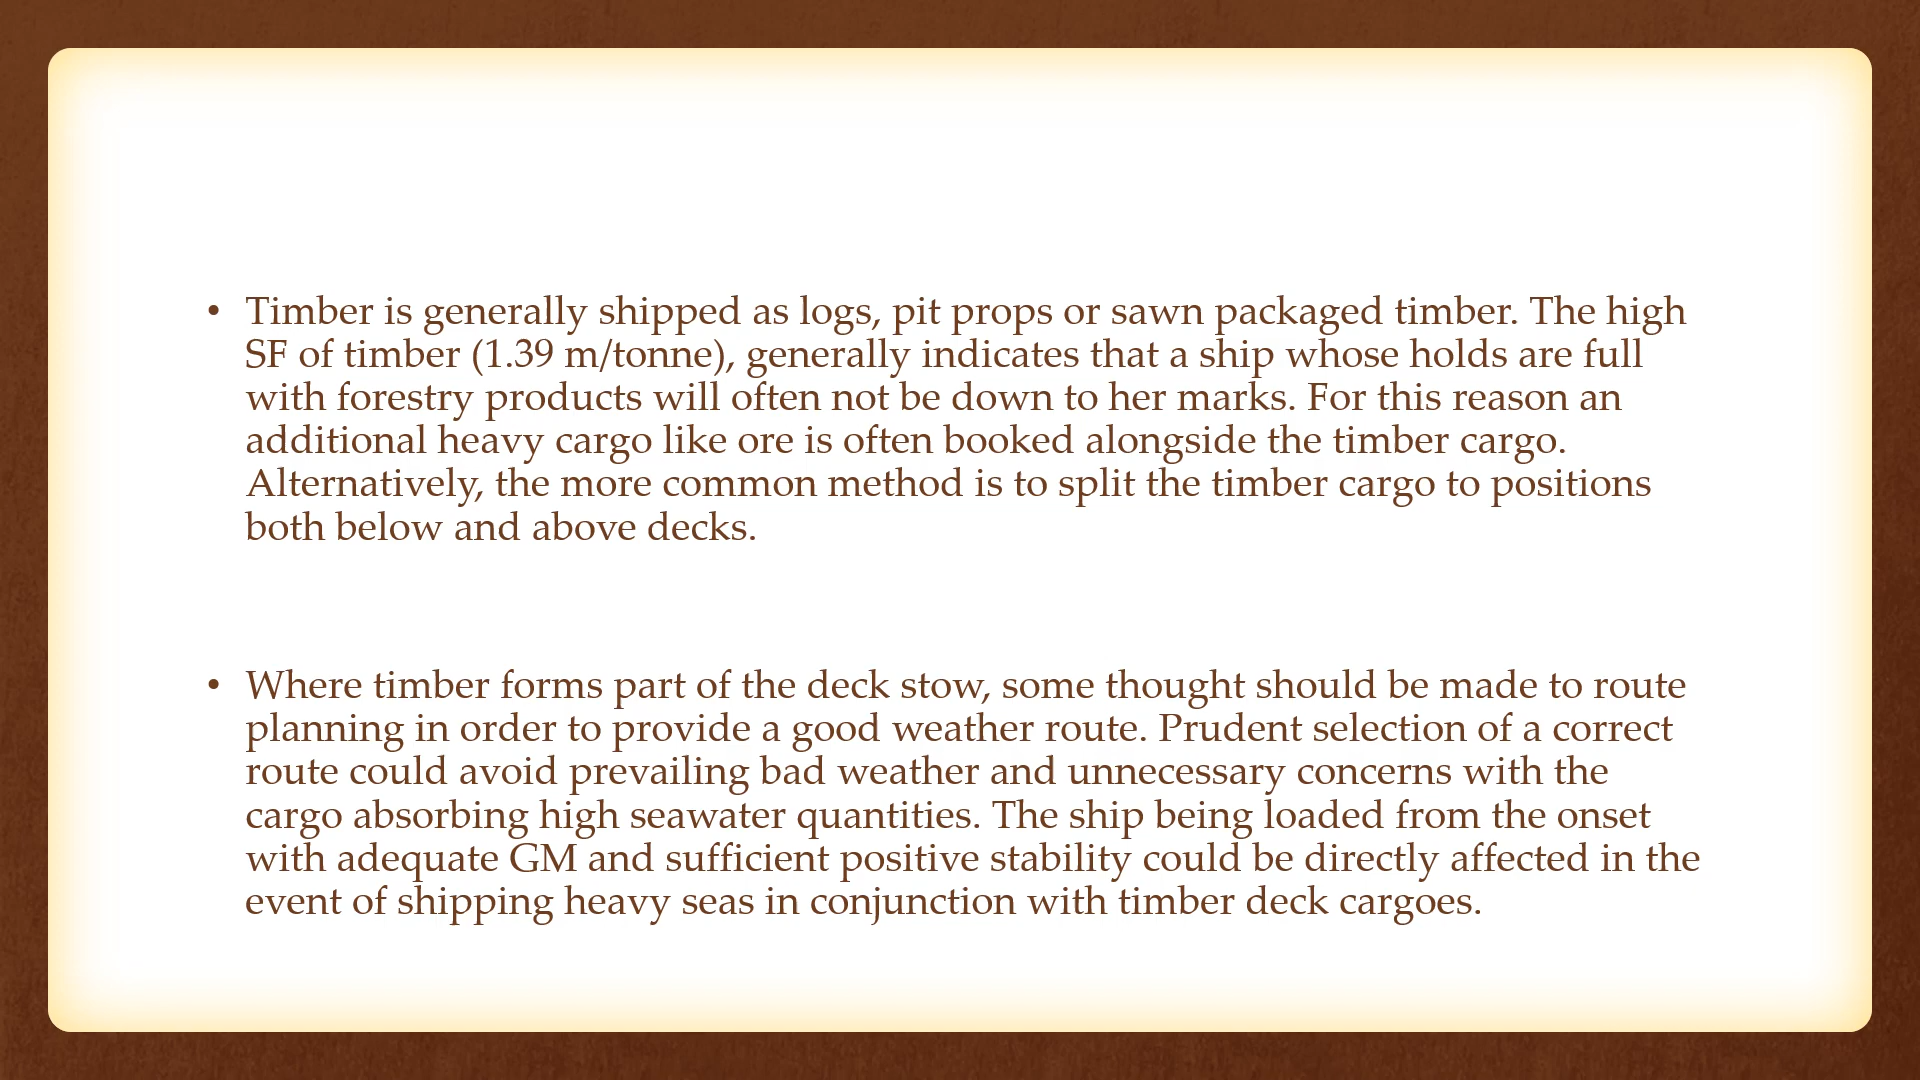 • Timber is generally shipped as logs, pit props or sawn packaged timber. The high
SF of timber (1.39 m/tonne), generally indicates that a ship whose holds are full
with forestry products will often not be down to her marks. For this reason an
additional heavy cargo like ore is often booked alongside the timber cargo.
Alternatively, the more common method is to split the timber cargo to positions
both below and above decks.
• Where timber forms part of the deck stow, some thought should be made to route
planning in order to provide a good weather route. Prudent selection of a correct
route could avoid prevailing bad weather and unnecessary concerns with the
cargo absorbing high seawater quantities. The ship being loaded from the onset
with adequate GM and sufficient positive stability could be directly affected in the
event of shipping heavy seas in conjunction with timber deck cargoes.